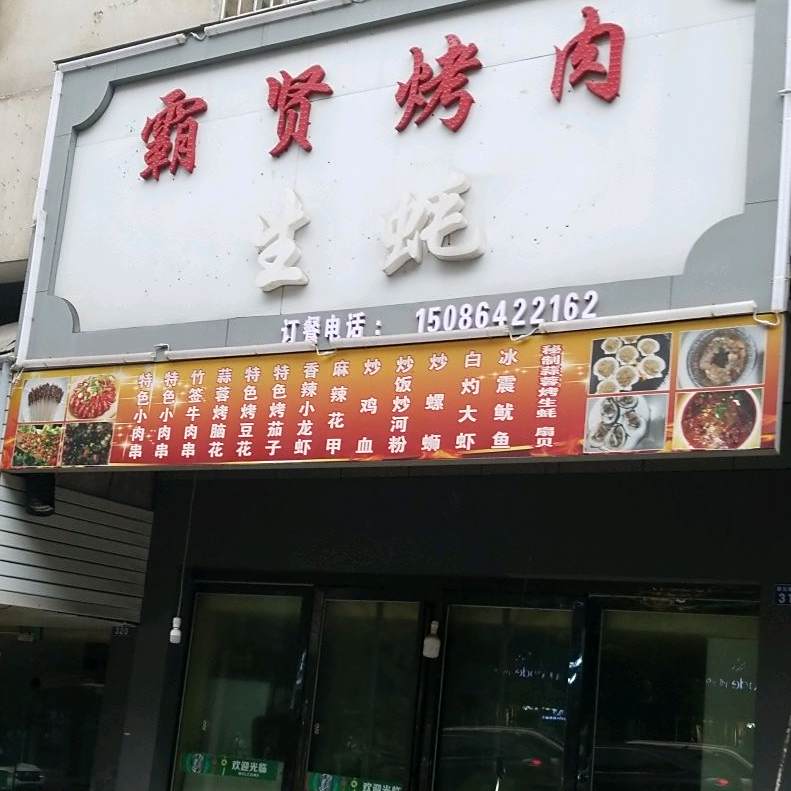 霸贤烤肉
生蚝
订餐电话： 15086422162
特色小肉串
特色小肉串
竹签牛肉串
蒜蓉烤脑花
特色烤豆花
特色烤茄子
香辣小龙虾
麻辣花甲
炒鸡血
炒饭炒河粉
炒螺蛳
白灼大虾
冰震鱿鱼
秘制蒜蓉烤生蚝 扇贝
320
欢迎光临
WELCOME
欢迎光临